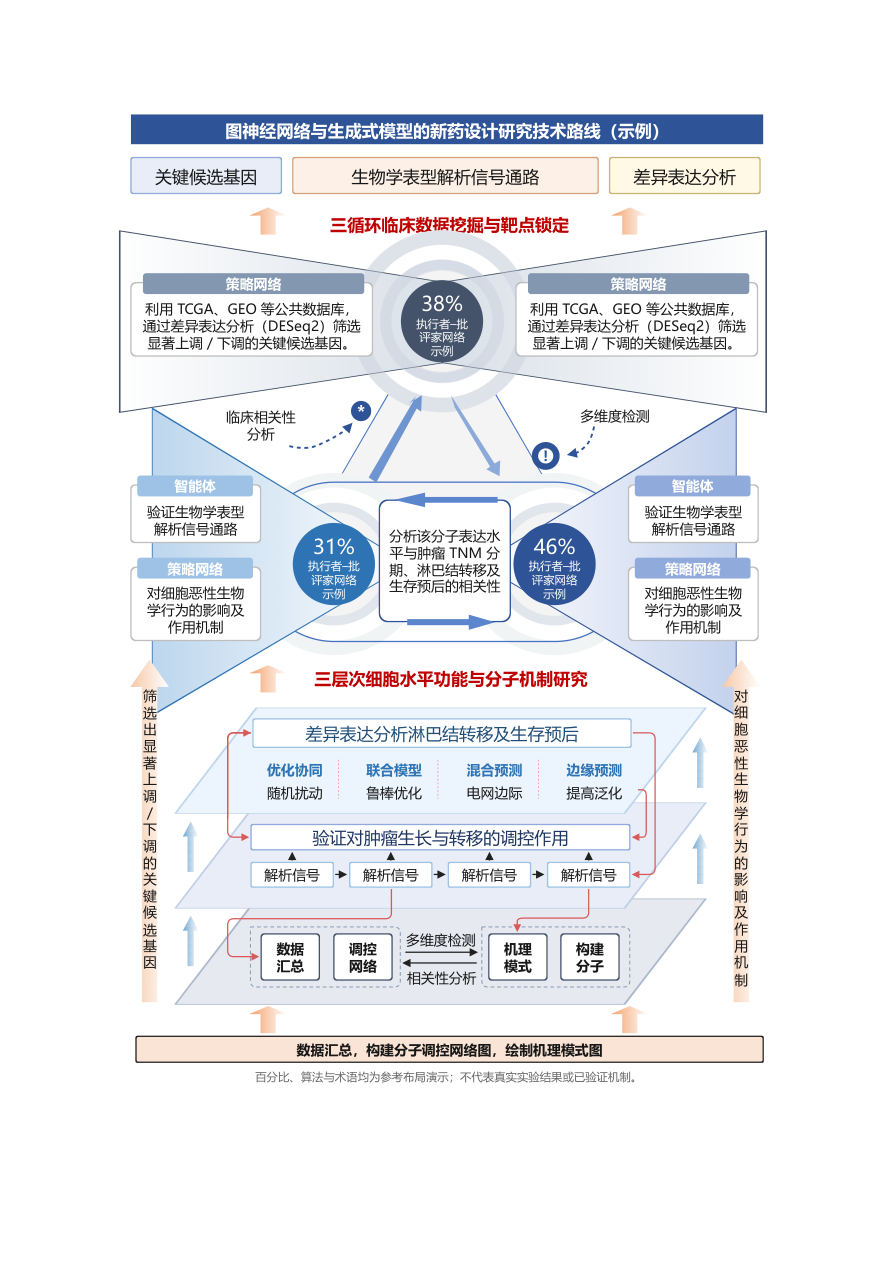 图神经网络与生成式模型的新药设计研究技术路线（示例）
关键候选基因
生物学表型解析信号通路
差异表达分析
三循环临床数据挖掘与靶点锁定
策略网络
利用 TCGA、GEO 等公共数据库，
通过差异表达分析（DESeq2）筛选
显著上调 / 下调的关键候选基因。
38%
执行者–批
评家网络
示例
策略网络
利用 TCGA、GEO 等公共数据库，
通过差异表达分析（DESeq2）筛选
显著上调 / 下调的关键候选基因。
临床相关性
分析
*
多维度检测
!
智能体
验证生物学表型
解析信号通路
策略网络
对细胞恶性生物
学行为的影响及
作用机制
31%
执行者–批
评家网络
示例
分析该分子表达水
平与肿瘤 TNM 分
期、淋巴结转移及
生存预后的相关性
46%
执行者–批
评家网络
示例
智能体
验证生物学表型
解析信号通路
策略网络
对细胞恶性生物
学行为的影响及
作用机制
三层次细胞水平功能与分子机制研究
筛选出显著上调/下调的关键候选基因
对细胞恶性生物学行为的影响及作用机制
差异表达分析淋巴结转移及生存预后
优化协同
联合模型
混合预测
边缘预测
随机扰动
鲁棒优化
电网边际
提高泛化
验证对肿瘤生长与转移的调控作用
解析信号
解析信号
解析信号
解析信号
数据
汇总
调控
网络
多维度检测
相关性分析
机理
模式
构建
分子
数据汇总，构建分子调控网络图，绘制机理模式图
百分比、算法与术语均为参考布局演示；不代表真实实验结果或已验证机制。